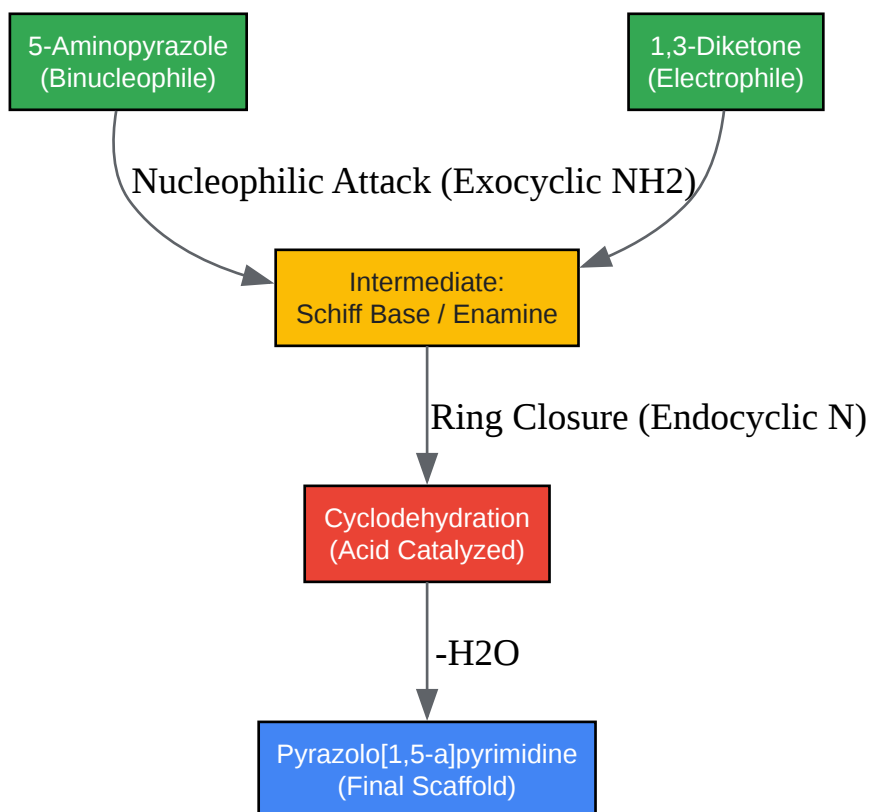 5-Aminopyrazole
(Binucleophile)
1,3-Diketone
(Electrophile)
Nucleophilic Attack (Exocyclic NH2)
Intermediate:
Schiff Base / Enamine
Ring Closure (Endocyclic N)
Cyclodehydration
(Acid Catalyzed)
-H2O
Pyrazolo[1,5-a]pyrimidine
(Final Scaffold)